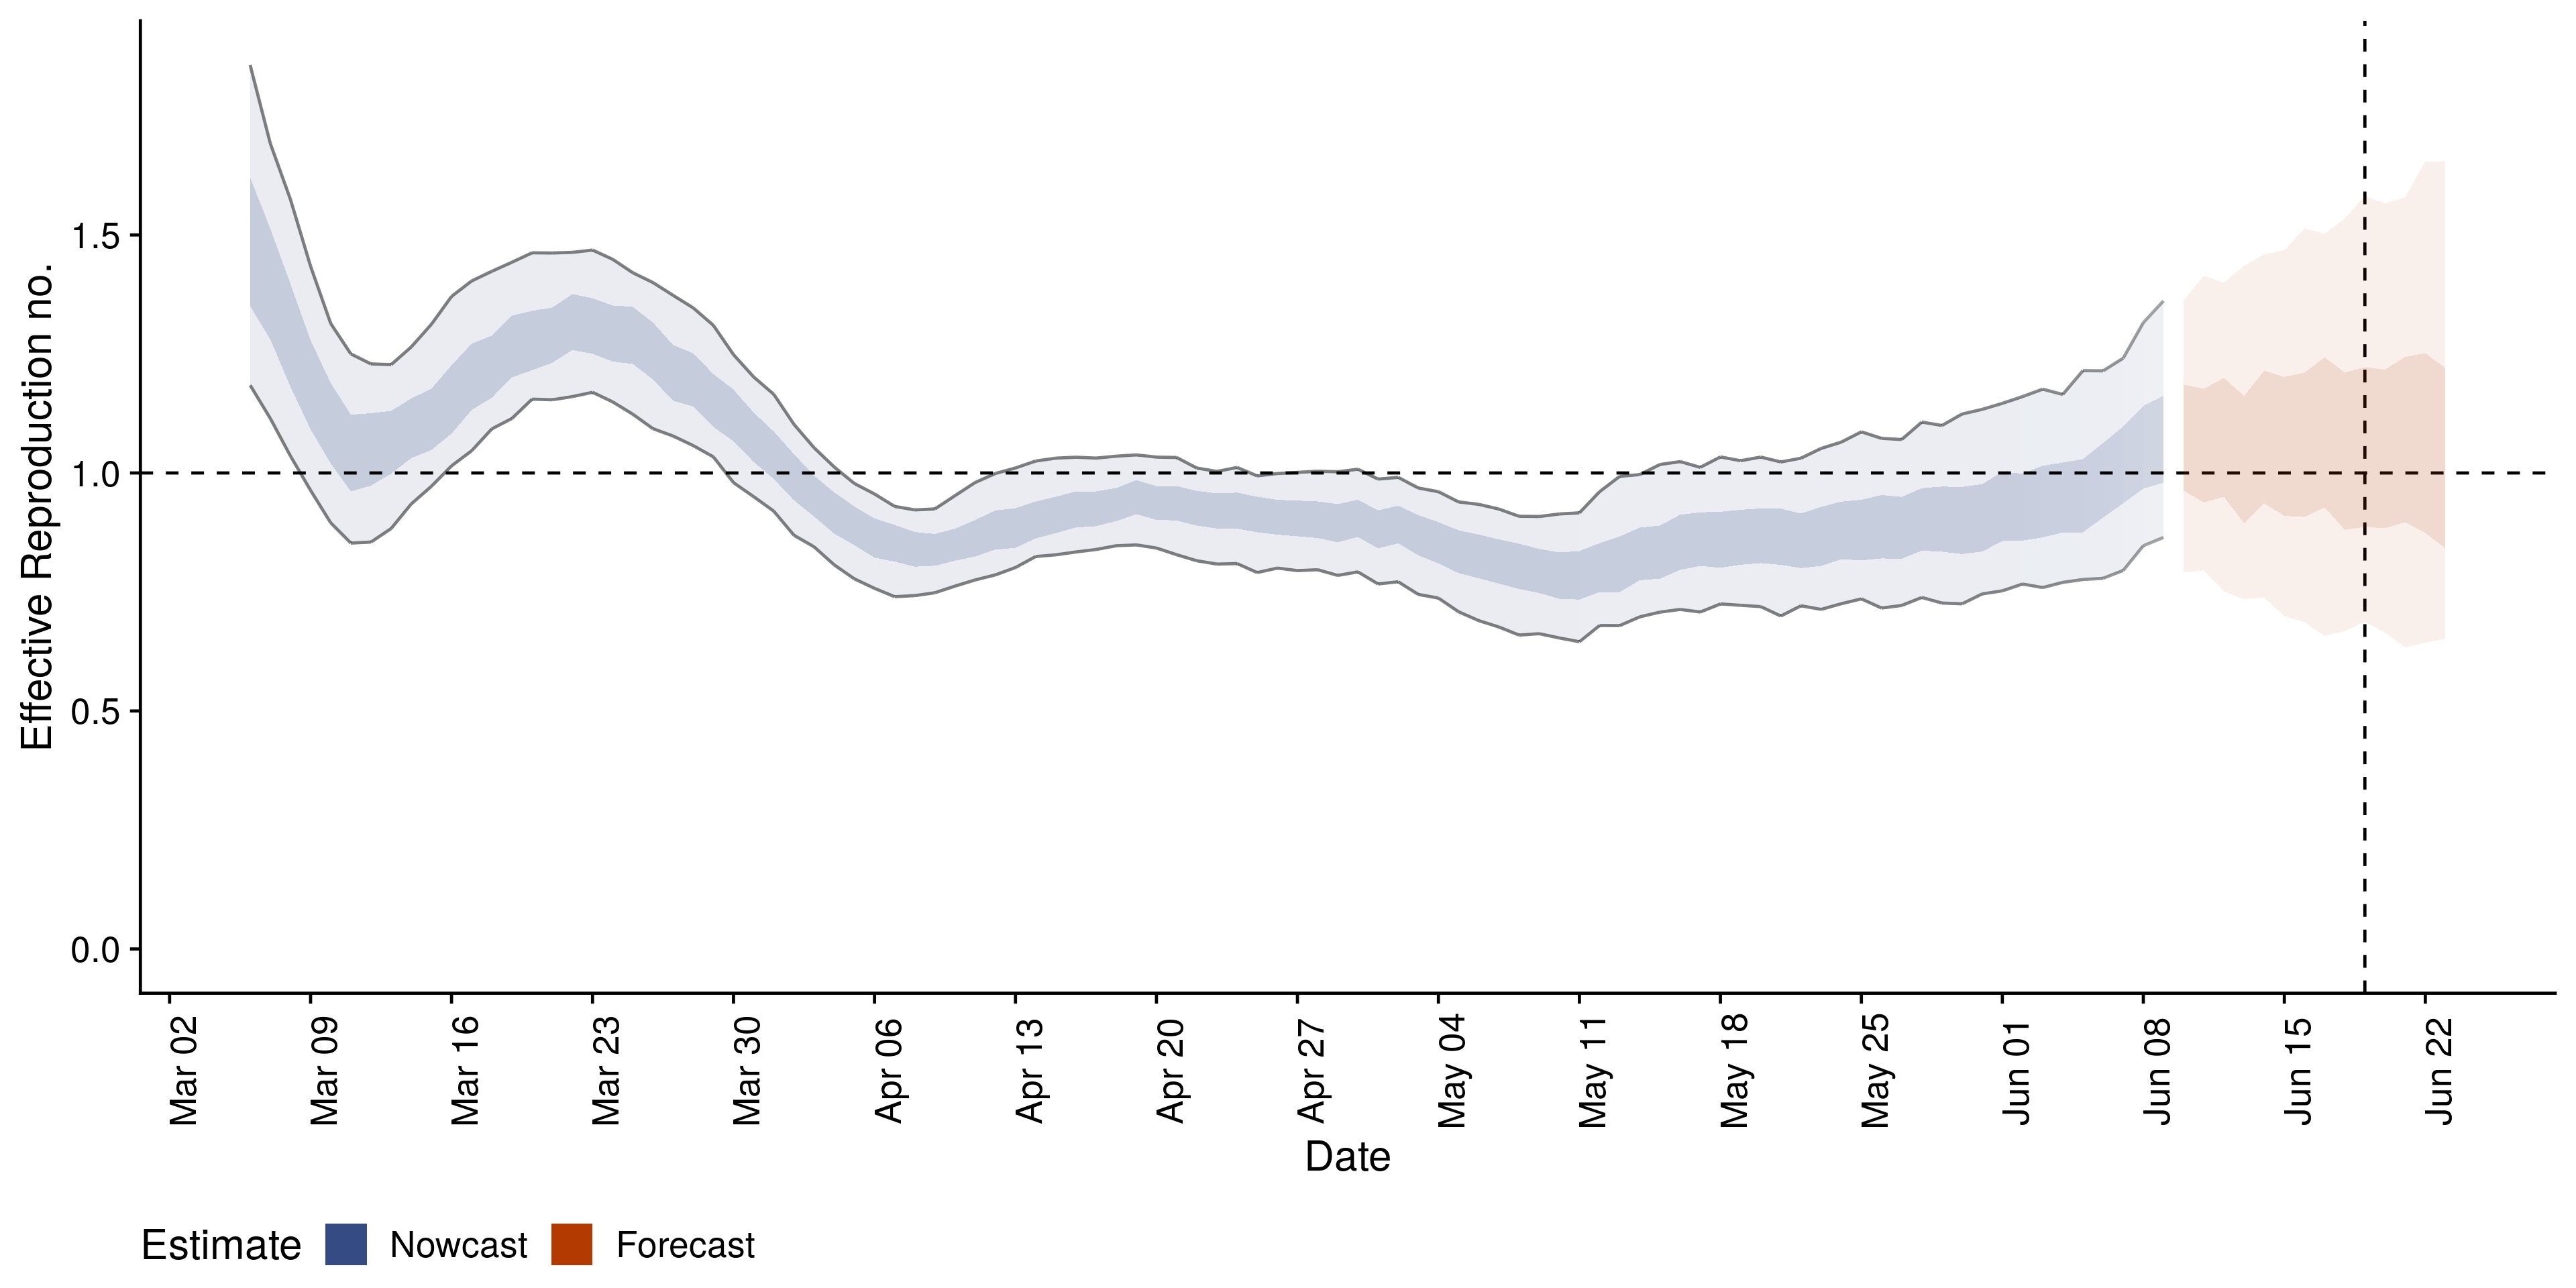 Effective Reproduction no.
1.5
1.0
0.5
0.0
Mar 02
Mar 09
Mar 16
Mar 23
Mar 30
Apr 06
Apr 13
Apr 20
Apr 27
May 04
May 11
May 18
May 25
Jun 01
Jun 08
Jun 15
Jun 22
Date
Estimate Nowcast Forecast